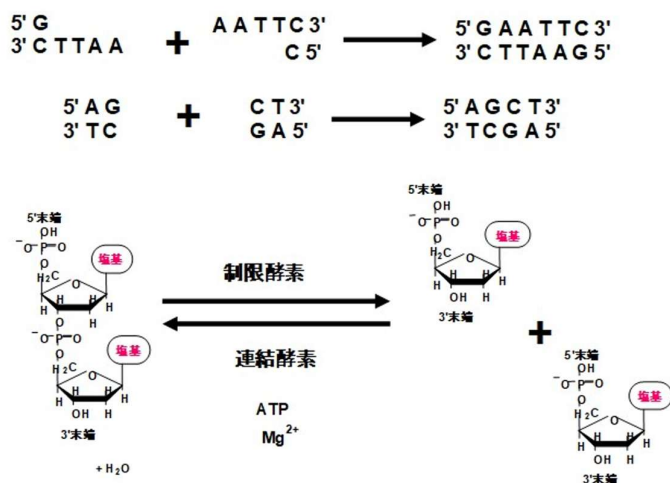 5' G
3' C T T A A
+
A A T T C 3'
C 5'
5' G A A T T C 3'
3' C T T A A G 5'
5' A G
3' T C
+
C T 3'
G A 5'
5' A G C T 3'
3' T C G A 5'
5'末端
OH
⁻O-P=O
O
H₂C
塩基
O
H H H H
H
⁻O-P=O
O
H₂C
塩基
O
H H H H
OH H
3'末端
+ H₂O
制限酵素
連結酵素
ATP
Mg²⁺
5'末端
OH
⁻O-P=O
O
H₂C
塩基
O
H H H H
OH H
3'末端
+
5'末端
OH
⁻O-P=O
O
H₂C
塩基
O
H H H H
OH H
3'末端